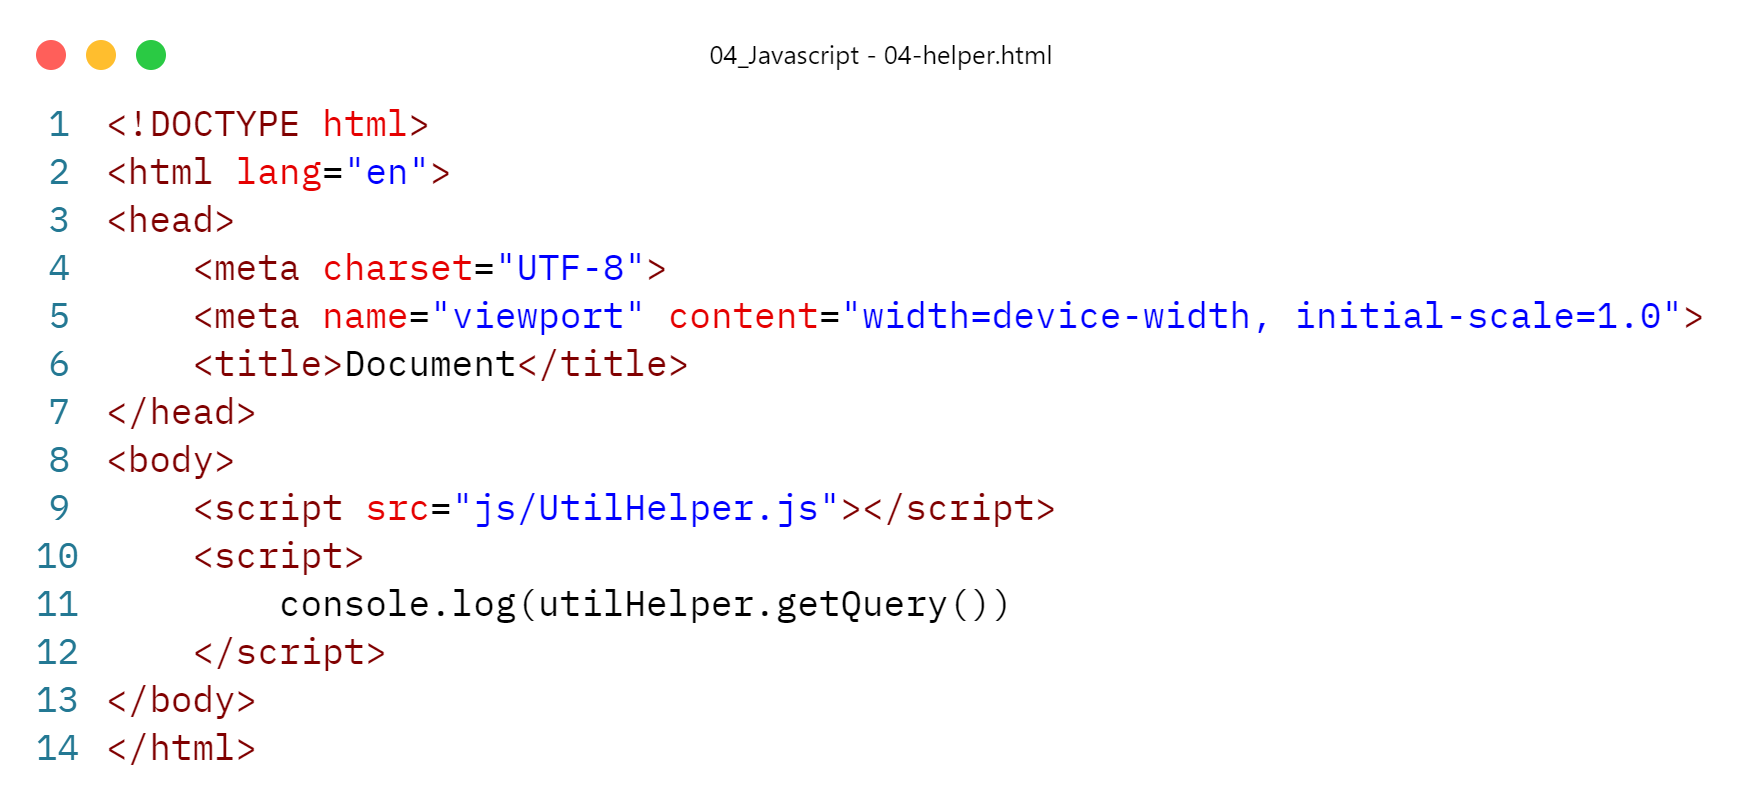 04_Javascript - 04-helper.html
1 <!DOCTYPE html>
2 <html lang="en">
3 <head>
4     <meta charset="UTF-8">
5     <meta name="viewport" content="width=device-width, initial-scale=1.0">
6     <title>Document</title>
7 </head>
8 <body>
9     <script src="js/UtilHelper.js"></script>
10     <script>
11         console.log(utilHelper.getQuery())
12     </script>
13 </body>
14 </html>